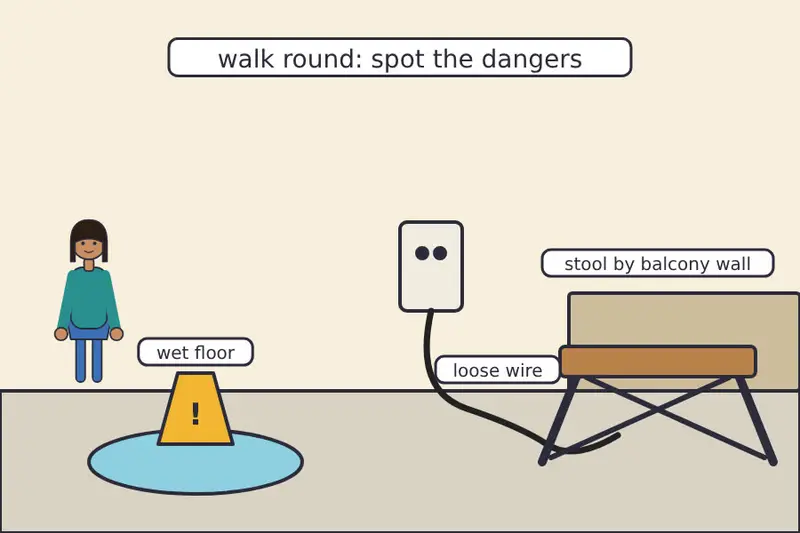 walk round: spot the dangers
stool by balcony wall
wet floor
loose wire
!